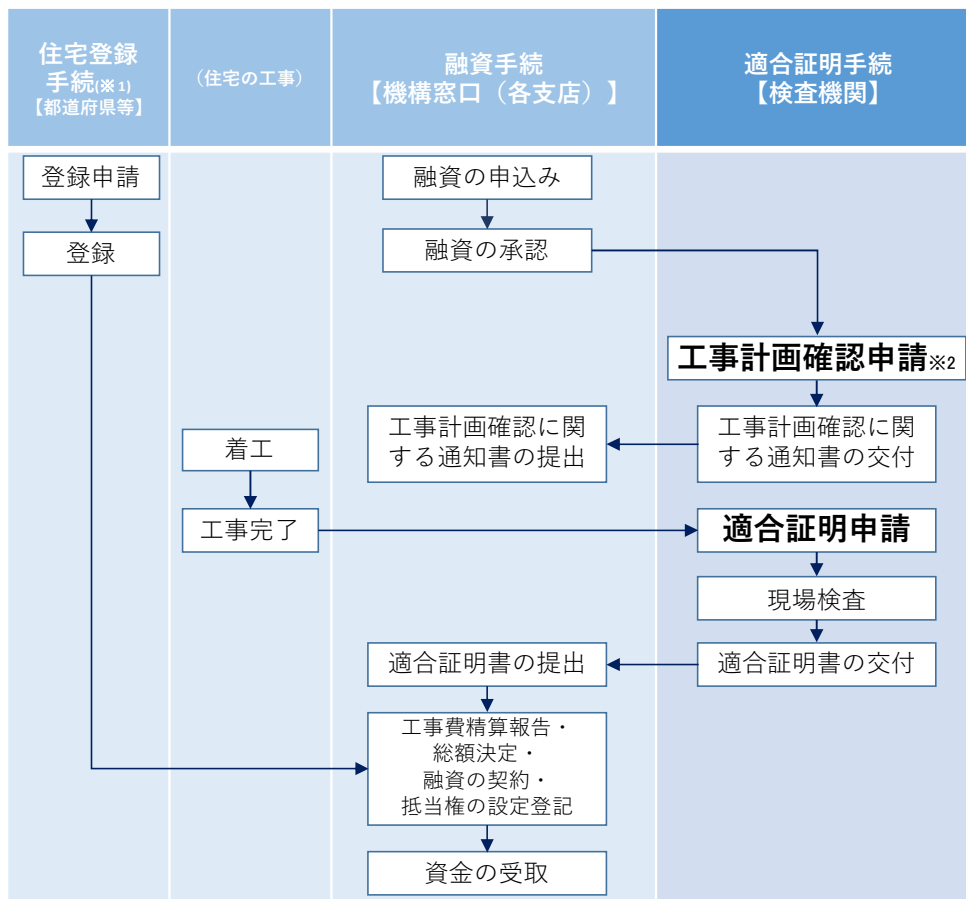 住宅登録
手続(※1)
【都道府県等】
(住宅の工事)
融資手続
【機構窓口（各支店）】
適合証明手続
【検査機関】
登録申請
融資の申込み
登録
融資の承認
工事計画確認申請※2
着工
工事計画確認に関
する通知書の提出
工事計画確認に関
する通知書の交付
工事完了
適合証明申請
現場検査
適合証明書の提出
適合証明書の交付
工事費精算報告・
総額決定・
融資の契約・
抵当権の設定登記
資金の受取